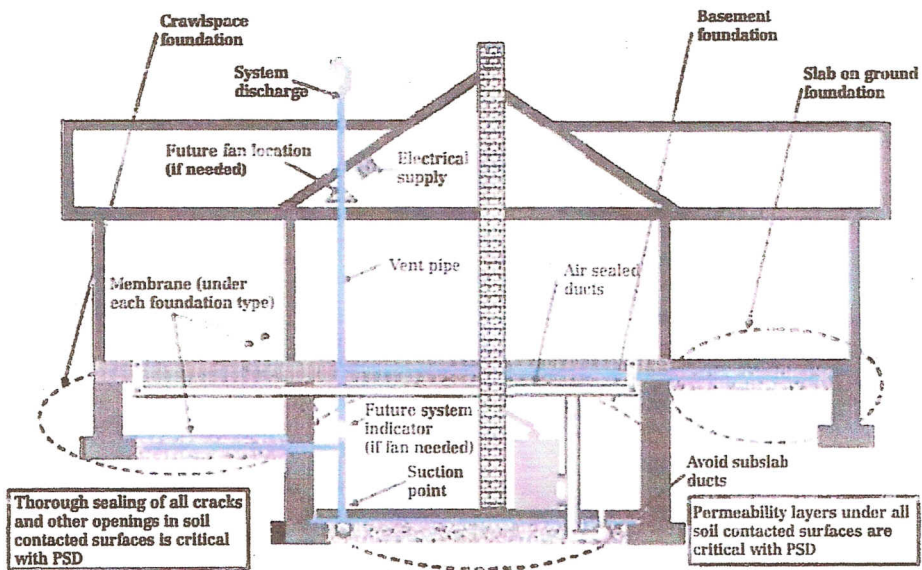 Crawlspace
foundation
Basement
foundation
System
discharge
Slab on ground
foundation
Future fan location
(if needed)
Electrical
supply
Vent pipe
Air sealed
ducts
Membrane (under
each foundation type)
Future system
indicator
(if fan needed)
Suction
point
Avoid subslab
ducts
Thorough sealing of all cracks
and other openings in soil
contacted surfaces is critical
with PSD
Permeability layers under all
soil contacted surfaces are
critical with PSD